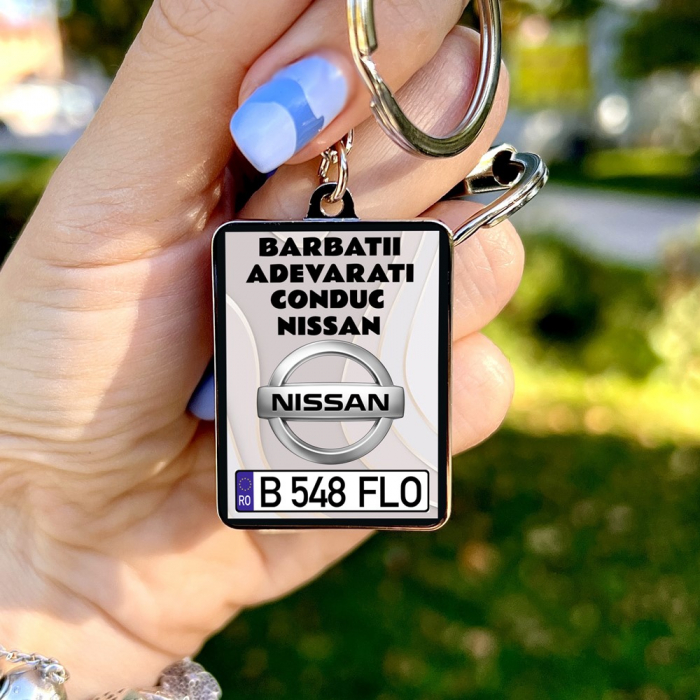 BARBATII
ADEVARATI
CONDUC
NISSAN
NISSAN
RO B 548 FLO